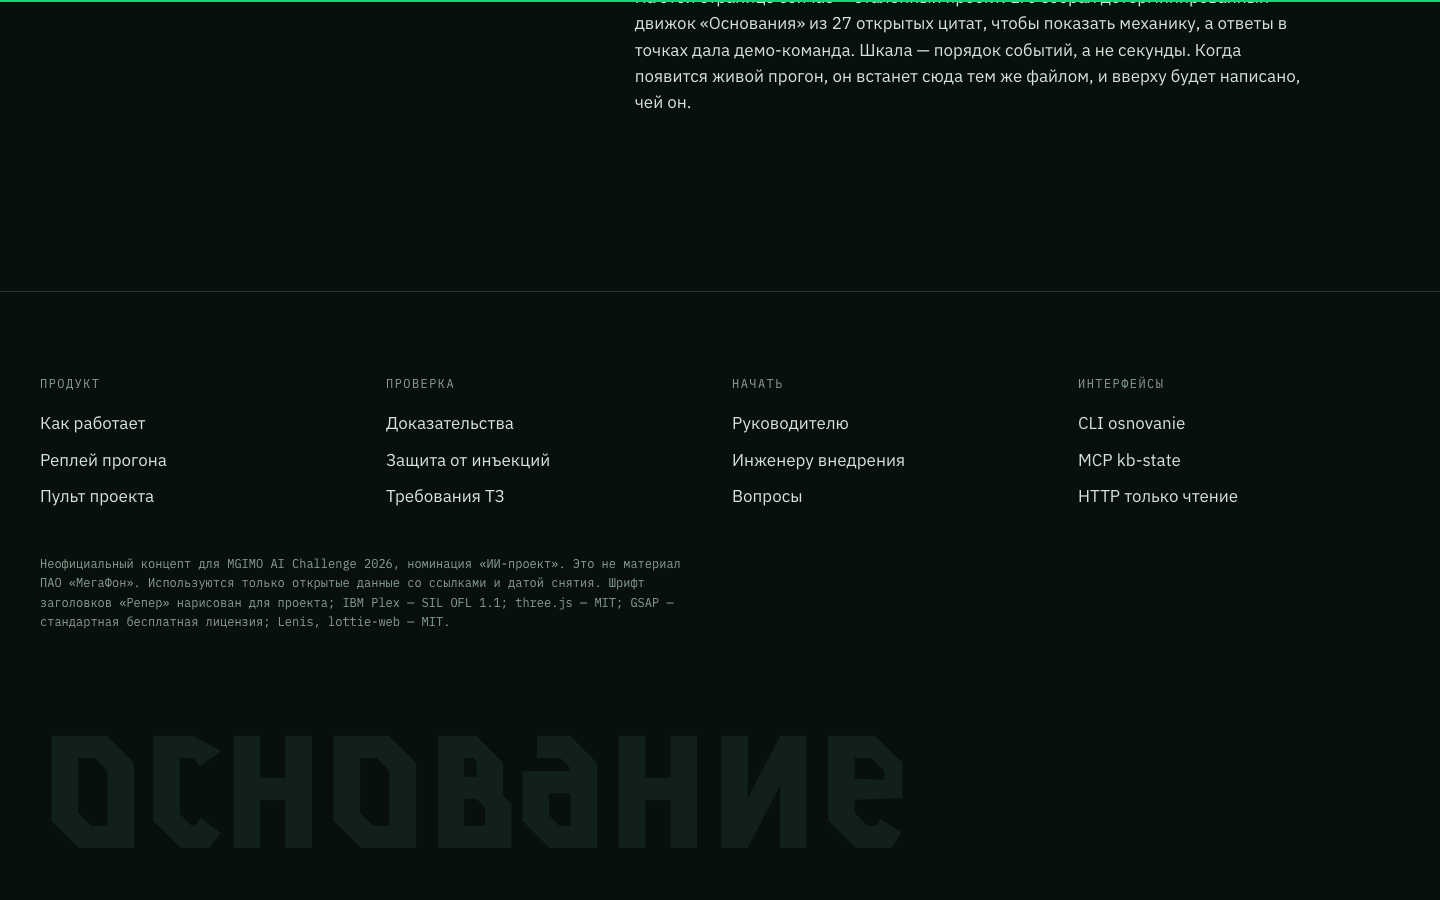 движок «Основания» из 27 открытых цитат, чтобы показать механику, а ответы в
точках дала демо-команда. Шкала — порядок событий, а не секунды. Когда
появится живой прогон, он встанет сюда тем же файлом, и вверху будет написано,
чей он.
ПРОДУКТ
Как работает
Реплей прогона
Пульт проекта
ПРОВЕРКА
Доказательства
Защита от инъекций
Требования ТЗ
НАЧАТЬ
Руководителю
Инженеру внедрения
Вопросы
ИНТЕРФЕЙСЫ
CLI osnovanie
MCP kb-state
HTTP только чтение
Неофициальный концепт для MGIMO AI Challenge 2026, номинация «ИИ-проект». Это не материал
ПАО «МегаФон». Используются только открытые данные со ссылками и датой снятия. Шрифт
заголовков «Репер» нарисован для проекта; IBM Plex — SIL OFL 1.1; three.js — MIT; GSAP —
стандартная бесплатная лицензия; Lenis, lottie-web — MIT.
основание